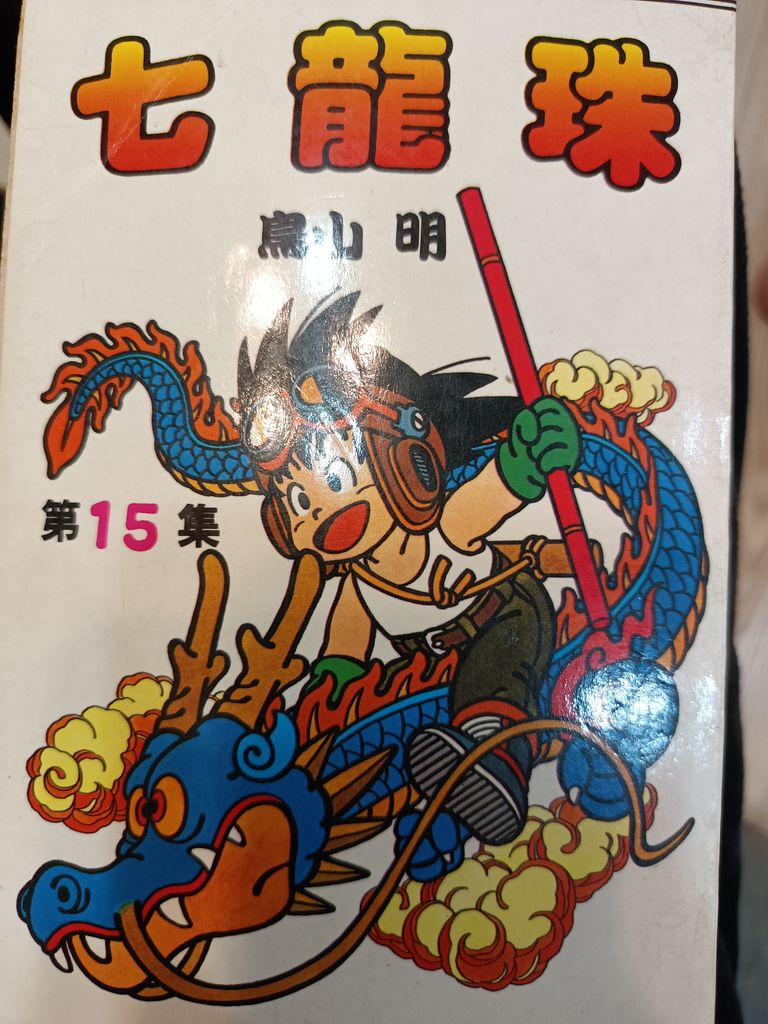 七龍珠
鳥山 明
第15集